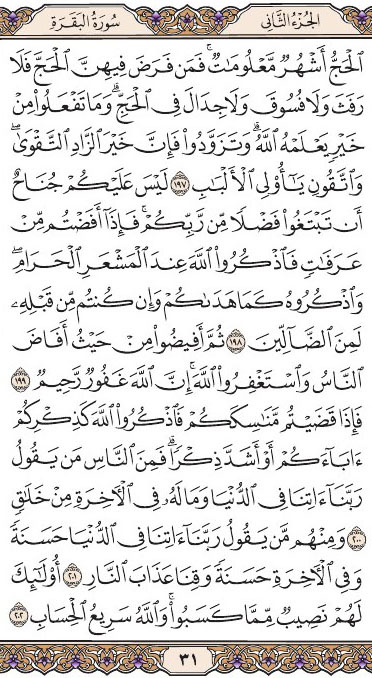 الجُزْءُ الثَّانِي سُورَةُ البَقَرَةِ
ٱلْحَجُّ أَشْهُرٌ مَّعْلُومَٰتٌ ۚ فَمَن فَرَضَ فِيهِنَّ ٱلْحَجَّ فَلَا
رَفَثَ وَلَا فُسُوقَ وَلَا جِدَالَ فِى ٱلْحَجِّ ۗ وَمَا تَفْعَلُوا۟ مِنْ
خَيْرٍ يَعْلَمْهُ ٱللَّهُ ۗ وَتَزَوَّدُوا۟ فَإِنَّ خَيْرَ ٱلزَّادِ ٱلتَّقْوَىٰ ۚ
وَٱتَّقُونِ يَٰٓأُو۟لِى ٱلْأَلْبَٰبِ ١٩٧ لَيْسَ عَلَيْكُمْ جُنَاحٌ
أَن تَبْتَغُوا۟ فَضْلًا مِّن رَّبِّكُمْ ۚ فَإِذَآ أَفَضْتُم مِّنْ
عَرَفَٰتٍ فَٱذْكُرُوا۟ ٱللَّهَ عِندَ ٱلْمَشْعَرِ ٱلْحَرَامِ ۖ
وَٱذْكُرُوهُ كَمَا هَدَىٰكُمْ وَإِن كُنتُم مِّن قَبْلِهِۦ
لَمِنَ ٱلضَّآلِّينَ ١٩٨ ثُمَّ أَفِيضُوا۟ مِنْ حَيْثُ أَفَاضَ
ٱلنَّاسُ وَٱسْتَغْفِرُوا۟ ٱللَّهَ ۚ إِنَّ ٱللَّهَ غَفُورٌ رَّحِيمٌ ١٩٩
فَإِذَا قَضَيْتُم مَّنَٰسِكَكُمْ فَٱذْكُرُوا۟ ٱللَّهَ كَذِكْرِكُمْ
ءَابَآءَكُمْ أَوْ أَشَدَّ ذِكْرًا ۗ فَمِنَ ٱلنَّاسِ مَن يَقُولُ
رَبَّنَآ ءَاتِنَا فِى ٱلدُّنْيَا وَمَا لَهُۥ فِى ٱلْءَاخِرَةِ مِنْ خَلَٰقٍ
٢٠٠ وَمِنْهُم مَّن يَقُولُ رَبَّنَآ ءَاتِنَا فِى ٱلدُّنْيَا حَسَنَةً
وَفِى ٱلْءَاخِرَةِ حَسَنَةً وَقِنَا عَذَابَ ٱلنَّارِ ٢٠١ أُو۟لَٰٓئِكَ
لَهُمْ نَصِيبٌ مِّمَّا كَسَبُوا۟ ۚ وَٱللَّهُ سَرِيعُ ٱلْحِسَابِ ٢٠٢
٣١